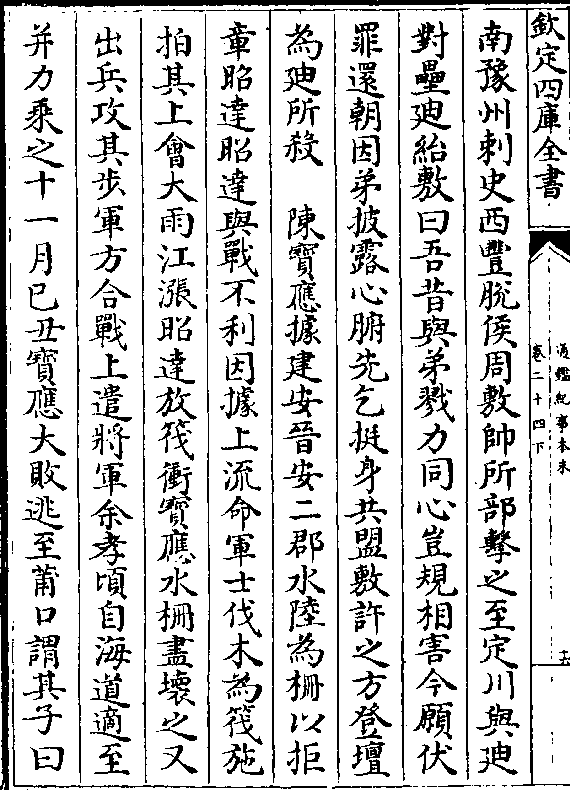 欽定四庫全書
通鑑紀事本末
卷二十四下
南豫州刺史西豐脫侯周敷帥所部擊之至定川與廸
對壘廸紿敷曰吾昔與弟戮力同心豈規相害今願伏
罪還朝因弟披露心腑先乞挺身共盟敷許之方登壇
為廸所殺　陳寶應據建安晉安二郡水陸為柵以拒
章昭達昭達與戰不利因據上流命軍士伐木為筏施
拍其上會大雨江漲昭達放筏衝寶應水柵盡壞之又
出兵攻其步軍方合戰上遣將軍余孝頃自海道適至
并力乘之十一月己丑寶應大敗逃至莆口謂其子曰